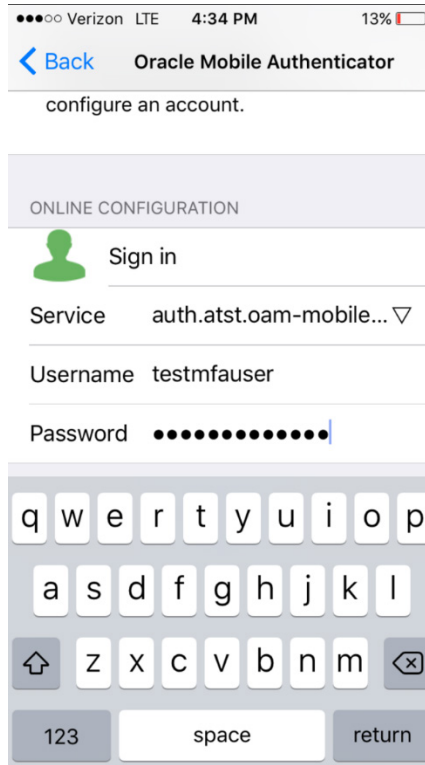 ●●●○○ Verizon LTE 4:34 PM 13%
Back Oracle Mobile Authenticator
configure an account.
ONLINE CONFIGURATION
Sign in
Service auth.atst.oam-mobile...
Username testmfauser
Password ●●●●●●●●●●●●●
q w e r t y u i o p
a s d f g h j k l
z x c v b n m
123 space return